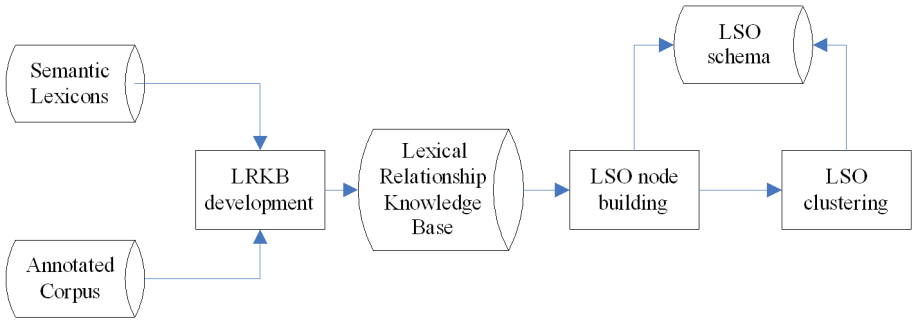 Semantic
Lexicons
Annotated
Corpus
LRKB
development
Lexical
Relationship
Knowledge
Base
LSO node
building
LSO
schema
LSO
clustering